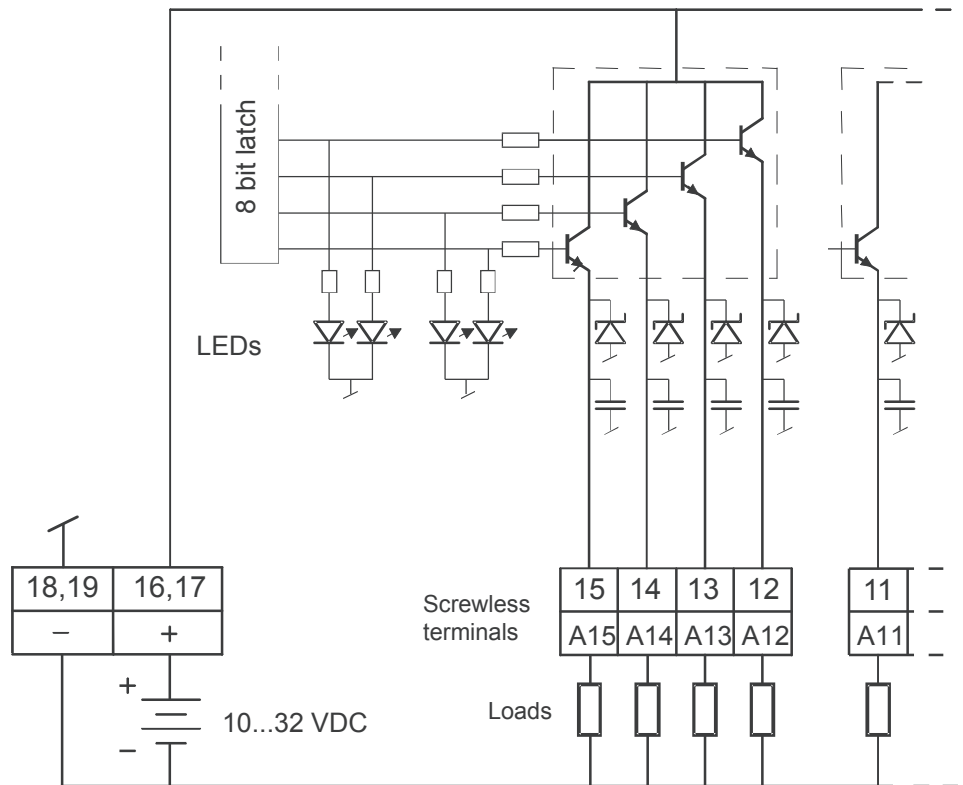 8 bit latch
LEDs
18,19 16,17
− +
+
−
10...32 VDC
Screwless
terminals
15 14 13 12 11
A15 A14 A13 A12 A11
Loads